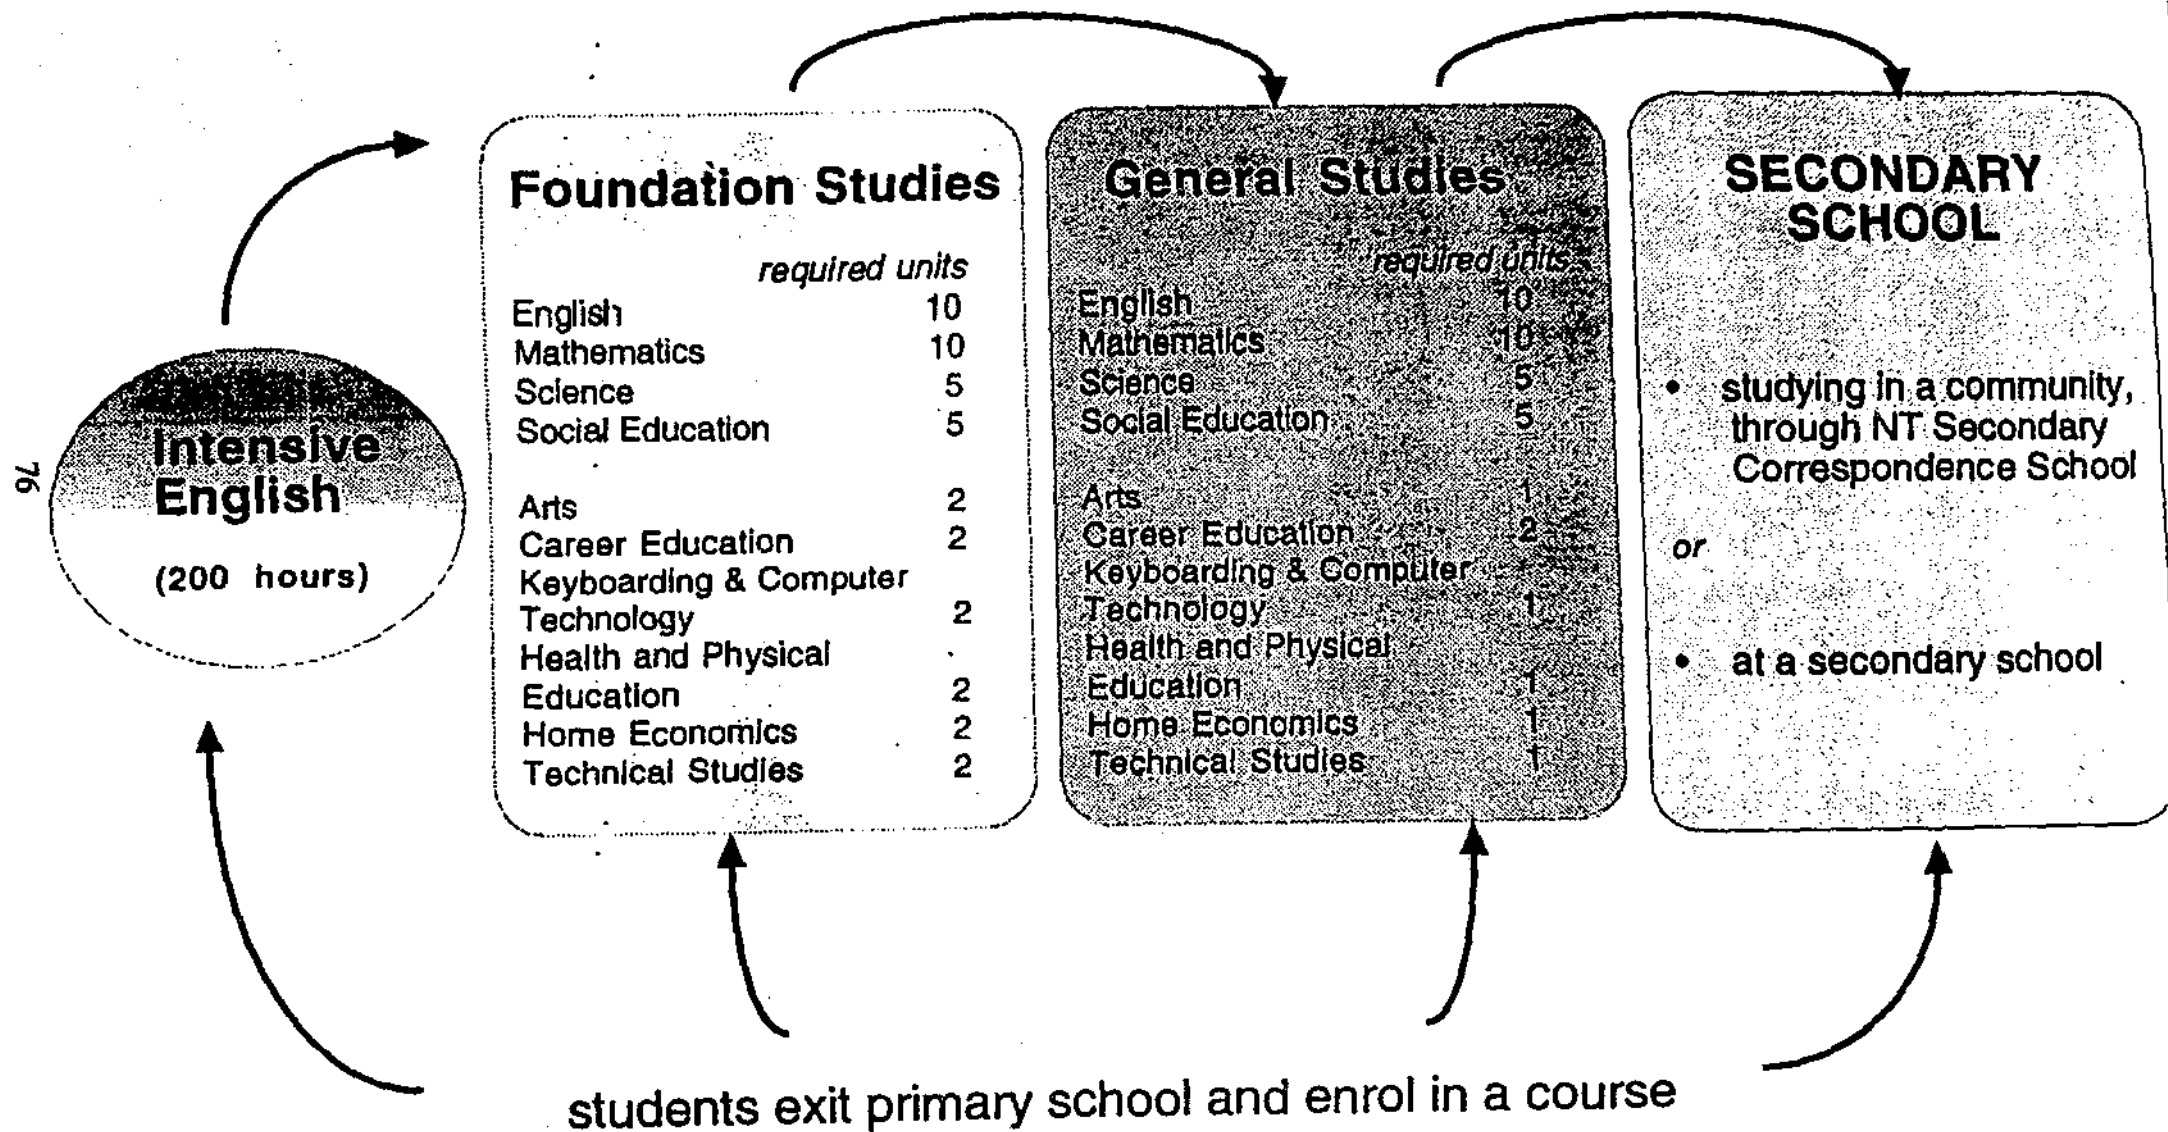 76
Intensive
English
(200 hours)
Foundation Studies
required units
English 10
Mathematics 10
Science 5
Social Education 5
Arts 2
Career Education 2
Keyboarding & Computer
Technology 2
Health and Physical
Education 2
Home Economics 2
Technical Studies 2
General Studies
required units
English 10
Mathematics 10
Science 5
Social Education 5
Arts 1
Career Education 2
Keyboarding & Computer
Technology 1
Health and Physical
Education 1
Home Economics 1
Technical Studies 1
SECONDARY
SCHOOL
• studying in a community,
through NT Secondary
Correspondence School
or
• at a secondary school
students exit primary school and enrol in a course